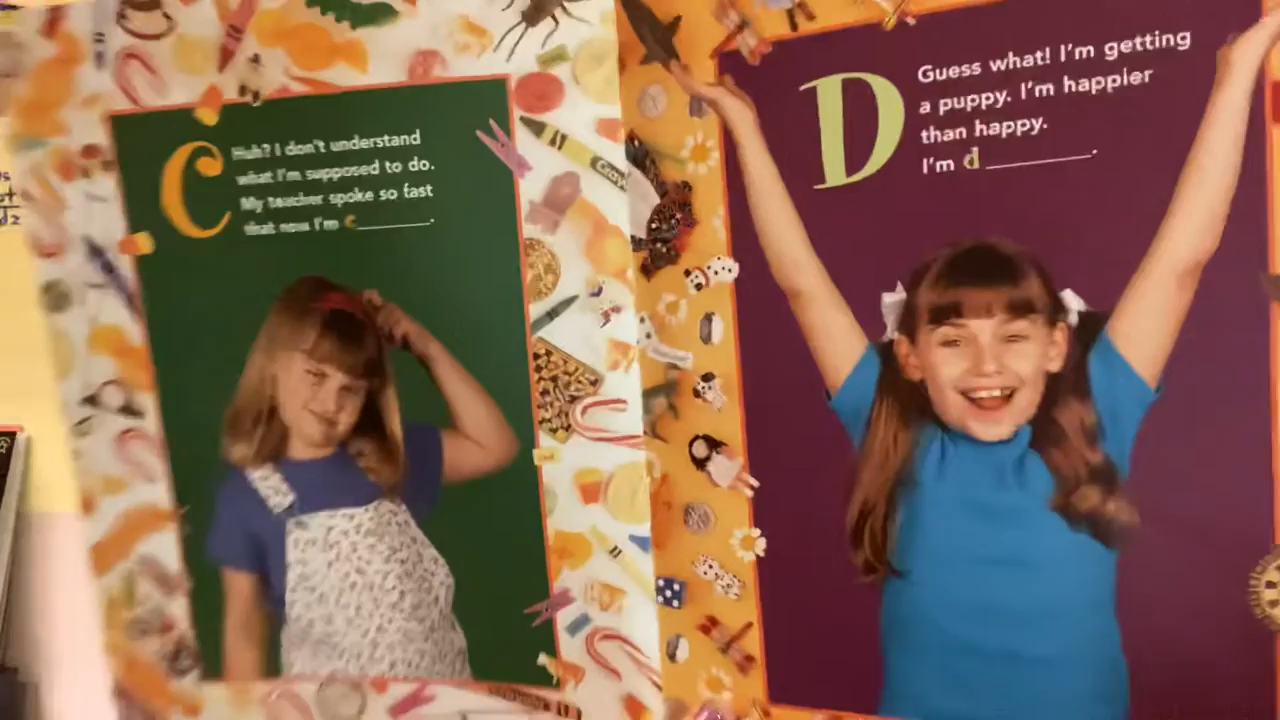 C
Huh? I don't understand
what I'm supposed to do.
My teacher spoke so fast
that now I'm c________.
D
Guess what! I'm getting
a puppy. I'm happier
than happy.
I'm d________.